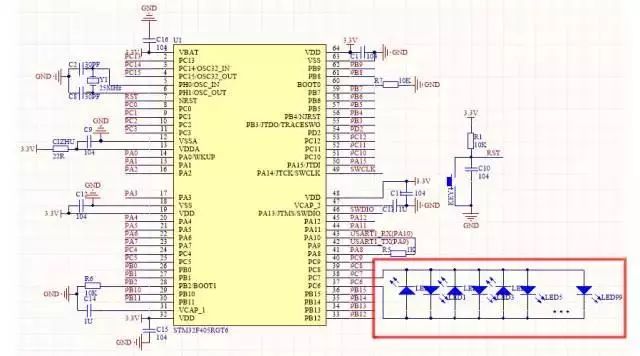 GND
C16
104
3.3V
U1
STM32F405RGT6
1 VBAT
2 PC13
3 PC14/OSC32_IN
4 PC15/OSC32_OUT
5 PH0/OSC_IN
6 PH1/OSC_OUT
7 NRST
8 PC0
9 PC1
10 PC2
11 PC3
12 VSSA
13 VDDA
14 PA0/WKUP
15 PA1
16 PA2
17 PA3
18 VSS
19 VDD
20 PA4
21 PA5
22 PA6
23 PA7
24 PC4
25 PC5
26 PB0
27 PB1
28 PB2/BOOT1
29 PB10
30 PB11
31 VCAP_1
32 VDD
64 VDD
63 VSS
62 PB9
61 PB8
60 BOOT0
59 PB7
58 PB6
57 PB5
56 PB4/NJRST
55 PB3/JTDO/TRACESWO
54 PD2
53 PC12
52 PC11
51 PC10
50 PA15/JTDI
49 PA14/JTCK/SWCLK
48 VDD
47 VCAP_2
46 PA13/JTMS/SWDIO
45 PA12
44 PA11
43 PA10
42 PA9
41 PA8
40 PC9
39 PC8
38 PC7
37 PC6
36 PB15
35 PB14
34 PB13
33 PB12
PC13
PC14
PC15
GND
C2
30PF
Y1
25MHz
30PF
RST
PC0
PC1
PC2
PC3
GND
C9
104
3.3V
CIZHU
22R
PA0
PA1
PA2
PA3
GND
104
3.3V
PA4
PA5
PA6
PA7
PC4
PC5
PB0
PB1
PB2
PB10
PB11
R6
10K
GND
C14
1U
3.3V
C15
104
GND
3.3V
104
GND
PB9
PB8
R7
10K
GND
PB7
PB6
PB5
PB4
PB3
PD2
PC12
PC11
PC10
PA15
SWCLK
3.3V
104
GND
1U
SWDIO
PA12
PA11
USART1_RX(PA10)
USART1_TX(PA9)
PA8
R5
1K
PC9
PC8
PC7
PC6
PB15
PB14
PB13
PB12
3.3V
R1
10K
RST
C10
104
KEY1
GND
LED1
LED3
LED5
...
LED99